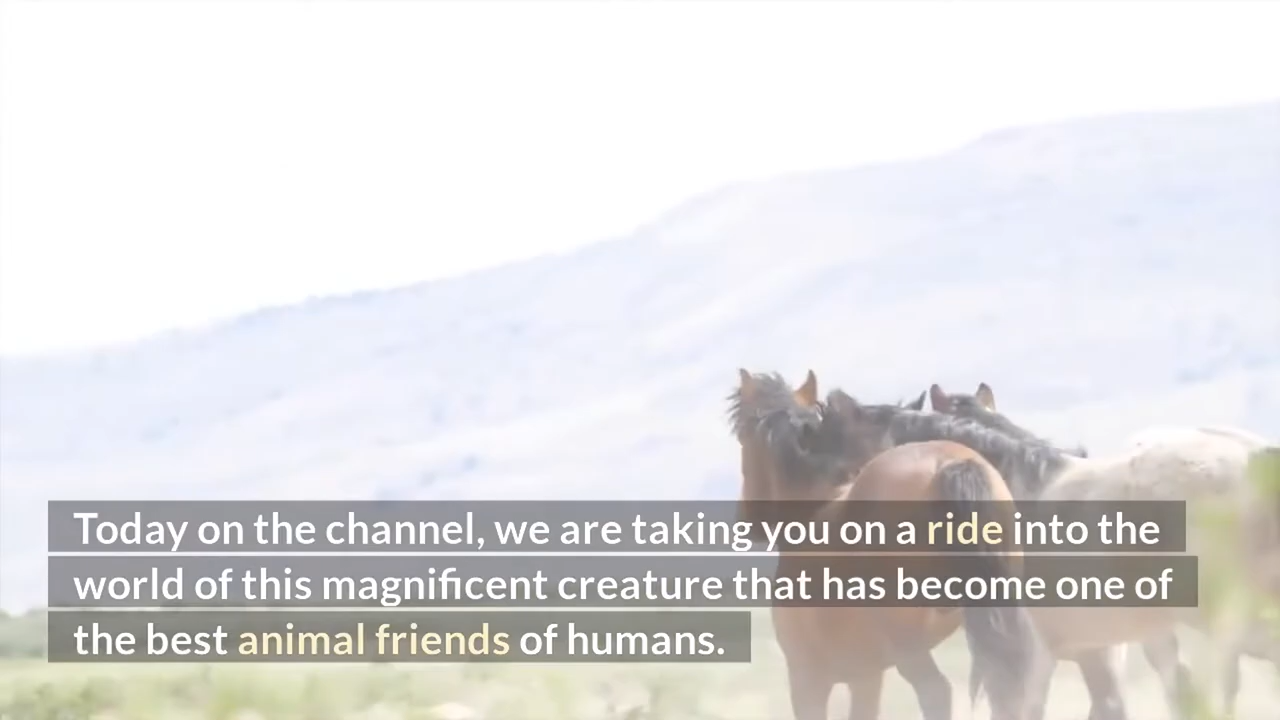 Today on the channel, we are taking you on a ride into the
world of this magnificent creature that has become one of
the best animal friends of humans.